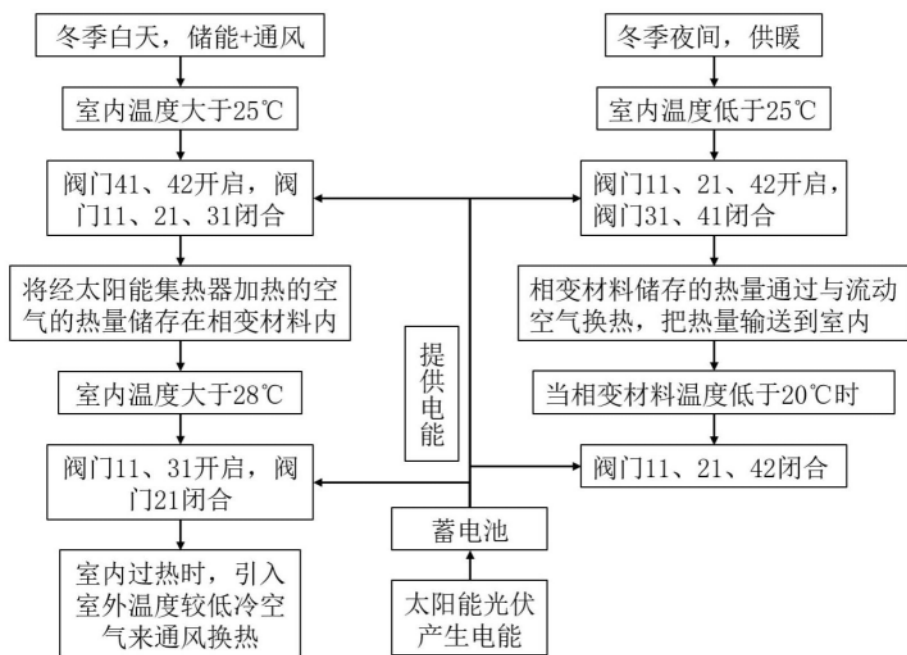 冬季白天，储能+通风
室内温度大于25℃
阀门41、42开启，阀
门11、21、31闭合
将经太阳能集热器加热的空
气的热量储存在相变材料内
室内温度大于28℃
阀门11、31开启，阀
门21闭合
室内过热时，引入
室外温度较低冷空
气来通风换热
提供电能
蓄电池
太阳能光伏
产生电能
冬季夜间，供暖
室内温度低于25℃
阀门11、21、42开启，
阀门31、41闭合
相变材料储存的热量通过与流动
空气换热，把热量输送到室内
当相变材料温度低于20℃时
阀门11、21、42闭合